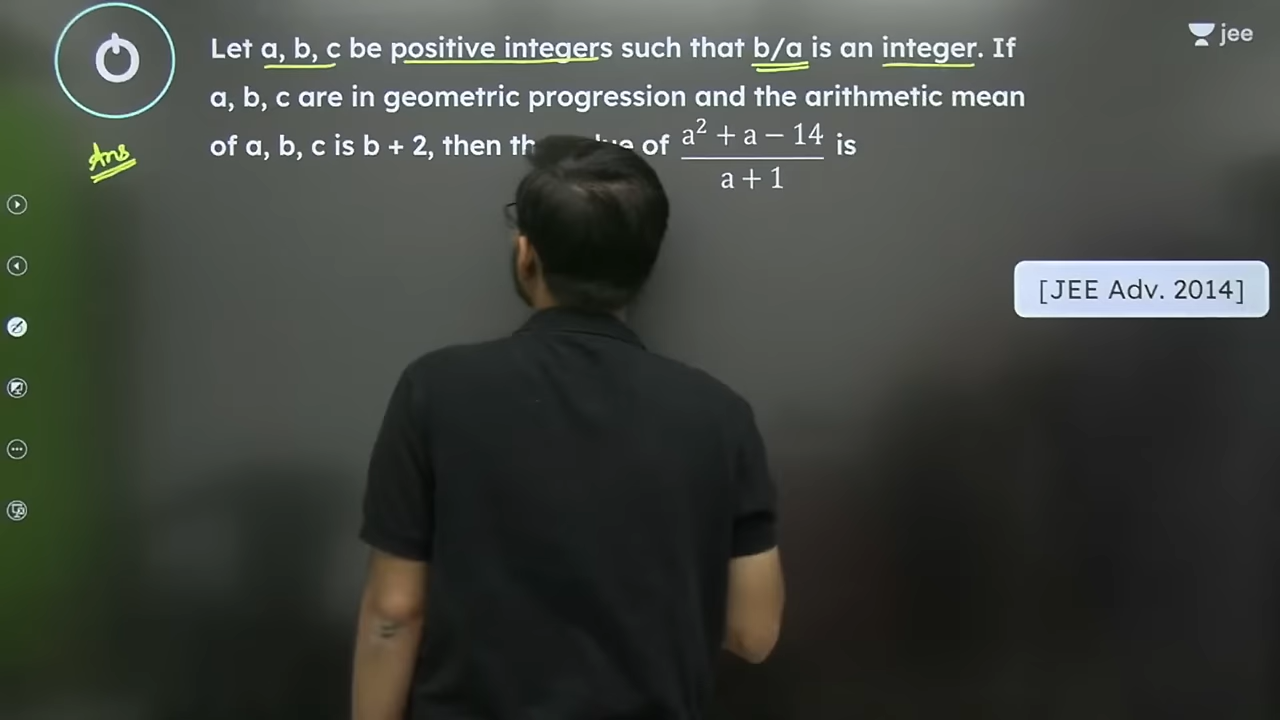 Let a, b, c be positive integers such that b/a is an integer. If
a, b, c are in geometric progression and the arithmetic mean
of a, b, c is b + 2, then of (a² + a − 14)/(a + 1) is
Ans
jee
[JEE Adv. 2014]